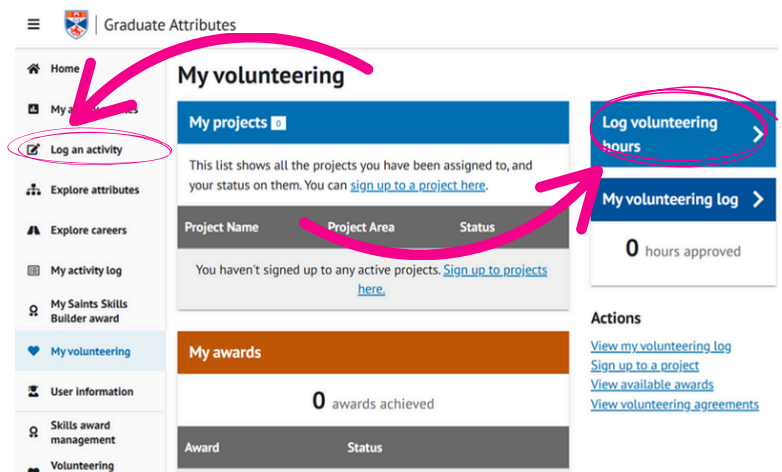 Graduate Attributes
Home
My
Log an activity
Explore attributes
Explore careers
My activity log
My Saints Skills
Builder award
My volunteering
User information
Skills award
management
Volunteering
My volunteering
My projects 0
This list shows all the projects you have been assigned to, and
your status on them. You can sign up to a project here.
Project Name Project Area Status
You haven't signed up to any active projects. Sign up to projects
here.
My awards
0 awards achieved
Award Status
Log volunteering
hours
My volunteering log
0 hours approved
Actions
View my volunteering log
Sign up to a project
View available awards
View volunteering agreements